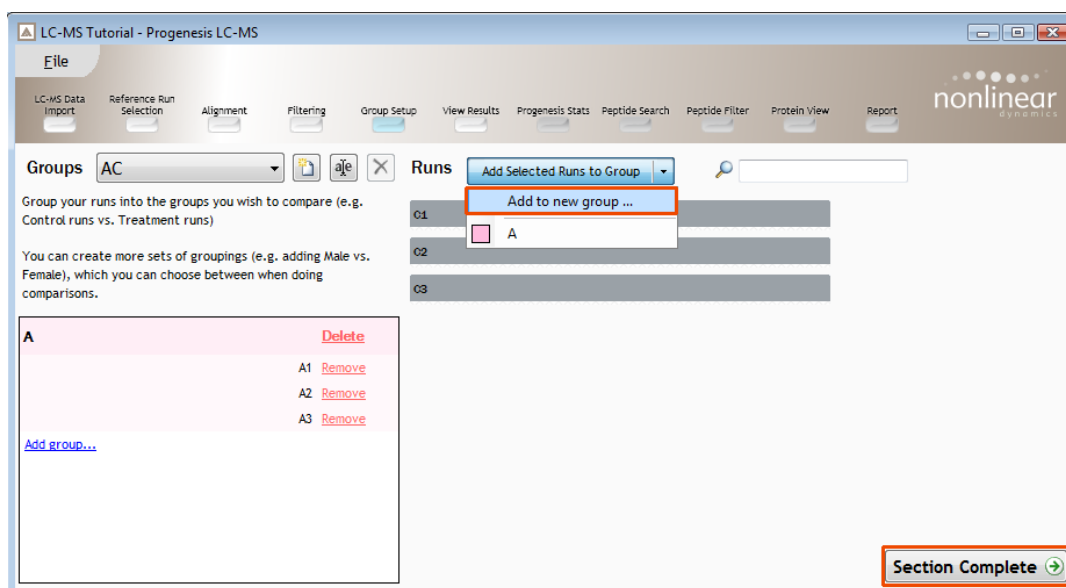 LC-MS Tutorial - Progenesis LC-MS
File
LC-MS Data Import
Reference Run Selection
Alignment
Filtering
Group Setup
View Results
Progenesis Stats
Peptide Search
Peptide Filter
Protein View
Report
nonlinear
dynamics
Groups
AC
Runs
Add Selected Runs to Group
Group your runs into the groups you wish to compare (e.g.
Control runs vs. Treatment runs)
You can create more sets of groupings (e.g. adding Male vs.
Female), which you can choose between when doing
comparisons.
Add to new group ...
A
C1
C2
C3
A Delete
A1 Remove
A2 Remove
A3 Remove
Add group...
Section Complete